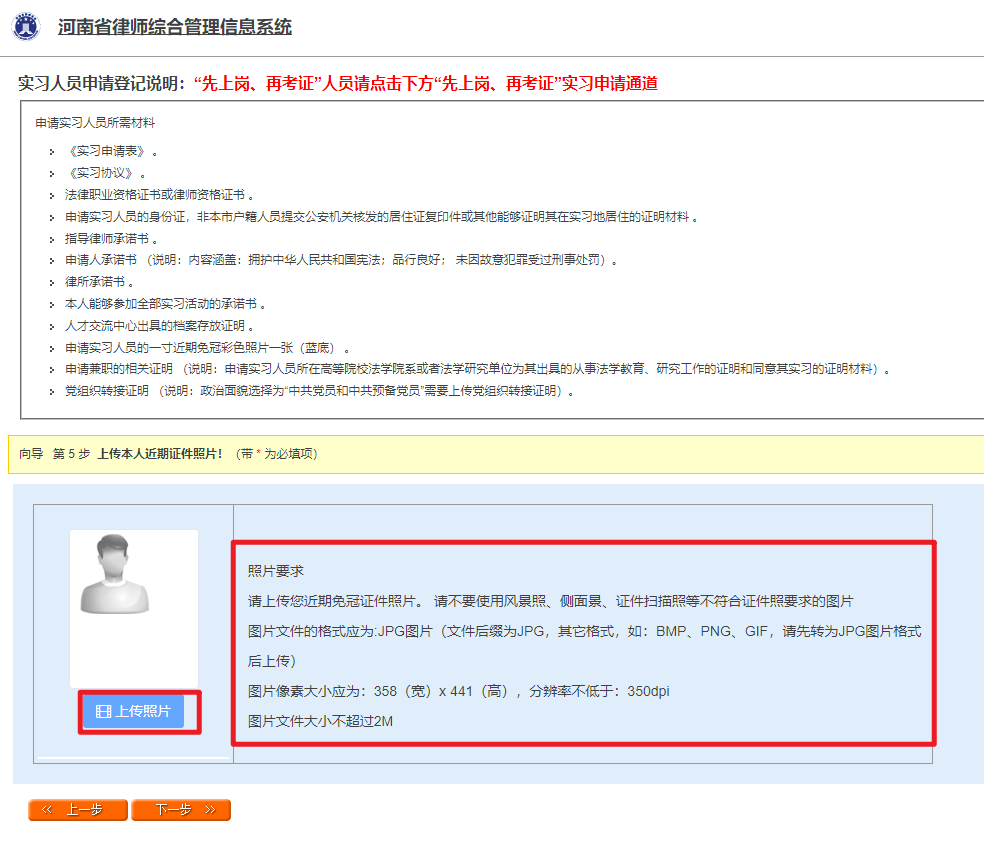 河南省律师综合管理信息系统
实习人员申请登记说明：“先上岗、再考证”人员请点击下方“先上岗、再考证”实习申请通道
申请实习人员所需材料
《实习申请表》 。
《实习协议》 。
法律职业资格证书或律师资格证书 。
申请实习人员的身份证，非本市户籍人员提交公安机关核发的居住证复印件或其他能够证明其在实习地居住的证明材料 。
指导律师承诺书 。
申请人承诺书 （说明：内容涵盖：拥护中华人民共和国宪法；品行良好； 未因故意犯罪受过刑事处罚）。
律所承诺书 。
本人能够参加全部实习活动的承诺书 。
人才交流中心出具的档案存放证明 。
申请实习人员的一寸近期免冠彩色照片一张（蓝底） 。
申请兼职的相关证明 （说明：申请实习人员所在高等院校法学院系或者法学研究单位为其出具的从事法学教育、研究工作的证明和同意其实习的证明材料）。
党组织转接证明 （说明：政治面貌选择为“中共党员和中共预备党员”需要上传党组织转接证明）。
向导 第 5 步 上传本人近期证件照片！（带 * 为必填项）
照片要求
请上传您近期免冠证件照片。 请不要使用风景照、侧面景、证件扫描照等不符合证件照要求的图片
图片文件的格式应为:JPG图片（文件后缀为JPG，其它格式，如：BMP、PNG、GIF，请先转为JPG图片格式
后上传）
图片像素大小应为：358（宽）x 441（高），分辨率不低于：350dpi
图片文件大小不超过2M
上传照片
上一步
下一步